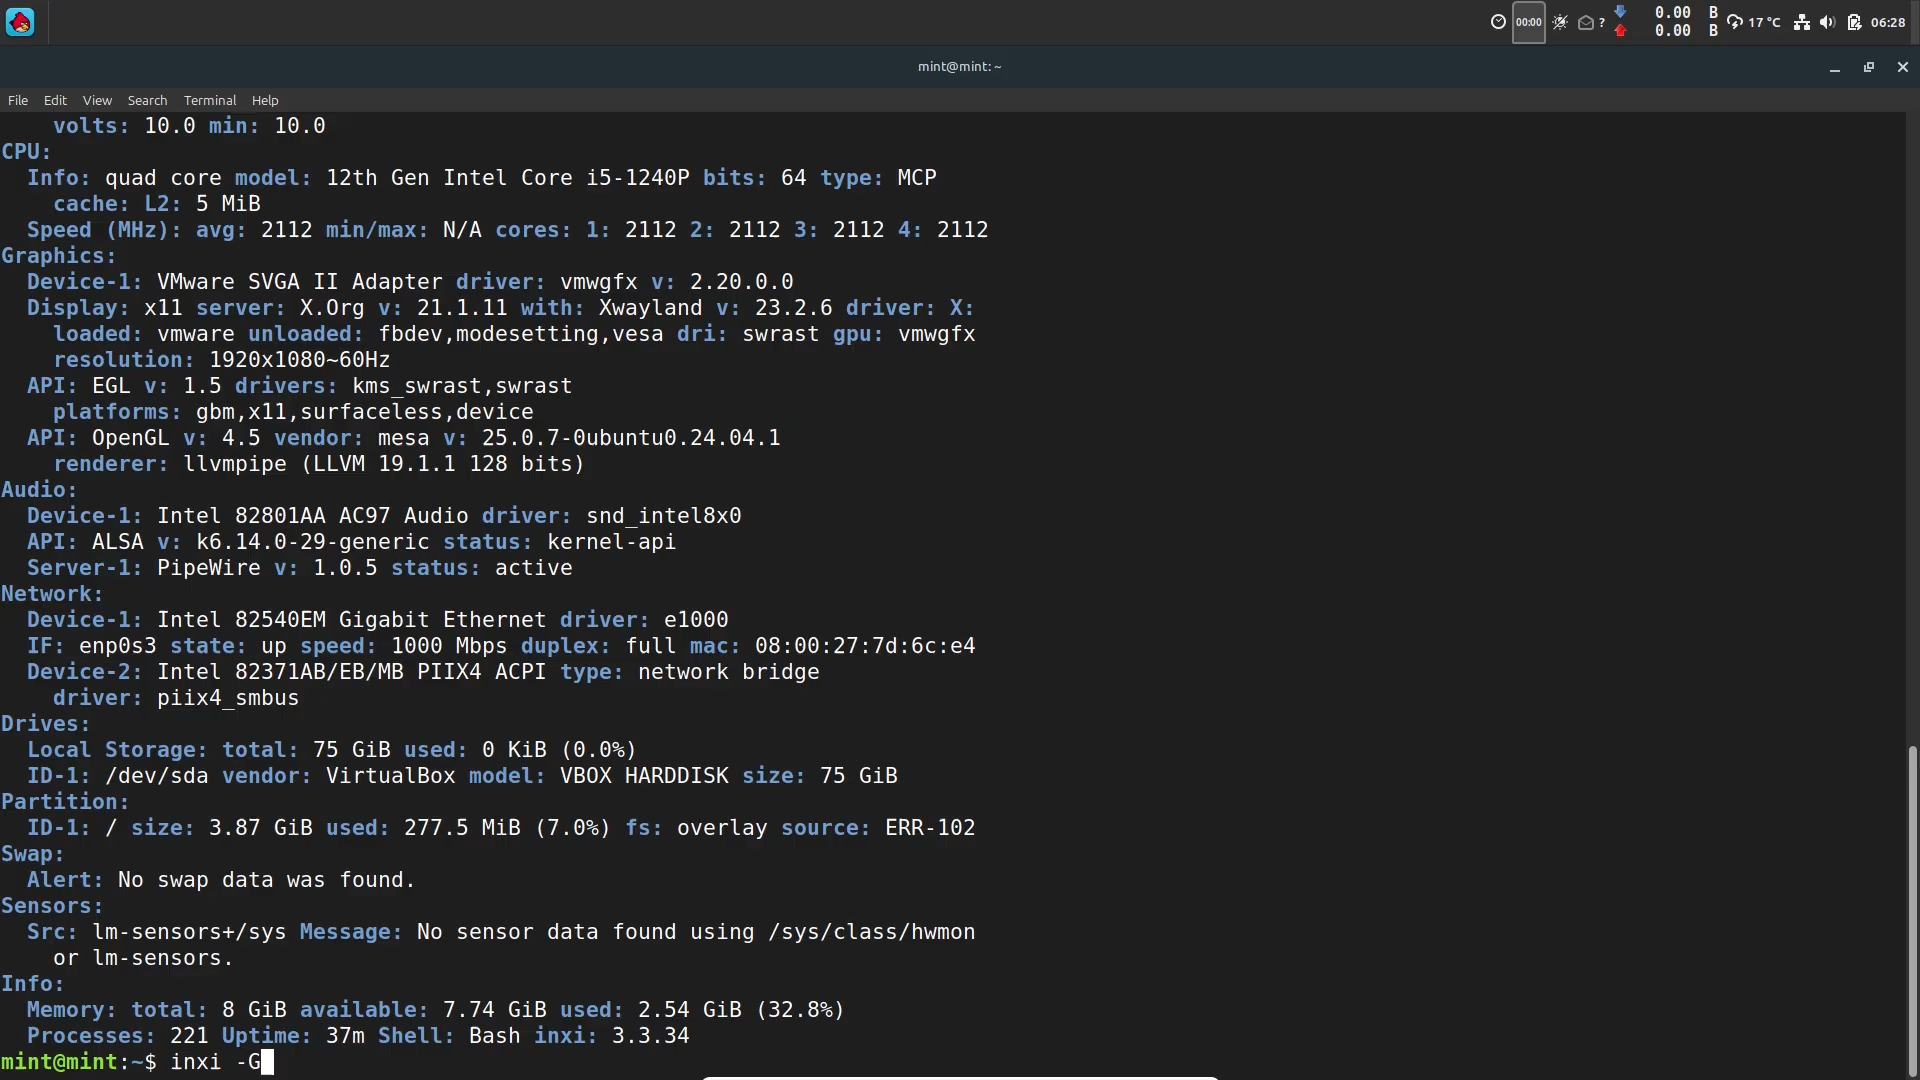 00:00 ? 0.00 B 17 °C 06:28
0.00 B
mint@mint: ~
File Edit View Search Terminal Help
volts: 10.0 min: 10.0
CPU:
Info: quad core model: 12th Gen Intel Core i5-1240P bits: 64 type: MCP
cache: L2: 5 MiB
Speed (MHz): avg: 2112 min/max: N/A cores: 1: 2112 2: 2112 3: 2112 4: 2112
Graphics:
Device-1: VMware SVGA II Adapter driver: vmwgfx v: 2.20.0.0
Display: x11 server: X.Org v: 21.1.11 with: Xwayland v: 23.2.6 driver: X:
loaded: vmware unloaded: fbdev,modesetting,vesa dri: swrast gpu: vmwgfx
resolution: 1920x1080~60Hz
API: EGL v: 1.5 drivers: kms_swrast,swrast
platforms: gbm,x11,surfaceless,device
API: OpenGL v: 4.5 vendor: mesa v: 25.0.7-0ubuntu0.24.04.1
renderer: llvmpipe (LLVM 19.1.1 128 bits)
Audio:
Device-1: Intel 82801AA AC97 Audio driver: snd_intel8x0
API: ALSA v: k6.14.0-29-generic status: kernel-api
Server-1: PipeWire v: 1.0.5 status: active
Network:
Device-1: Intel 82540EM Gigabit Ethernet driver: e1000
IF: enp0s3 state: up speed: 1000 Mbps duplex: full mac: 08:00:27:7d:6c:e4
Device-2: Intel 82371AB/EB/MB PIIX4 ACPI type: network bridge
driver: piix4_smbus
Drives:
Local Storage: total: 75 GiB used: 0 KiB (0.0%)
ID-1: /dev/sda vendor: VirtualBox model: VBOX HARDDISK size: 75 GiB
Partition:
ID-1: / size: 3.87 GiB used: 277.5 MiB (7.0%) fs: overlay source: ERR-102
Swap:
Alert: No swap data was found.
Sensors:
Src: lm-sensors+/sys Message: No sensor data found using /sys/class/hwmon
or lm-sensors.
Info:
Memory: total: 8 GiB available: 7.74 GiB used: 2.54 GiB (32.8%)
Processes: 221 Uptime: 37m Shell: Bash inxi: 3.3.34
mint@mint:~$ inxi -G